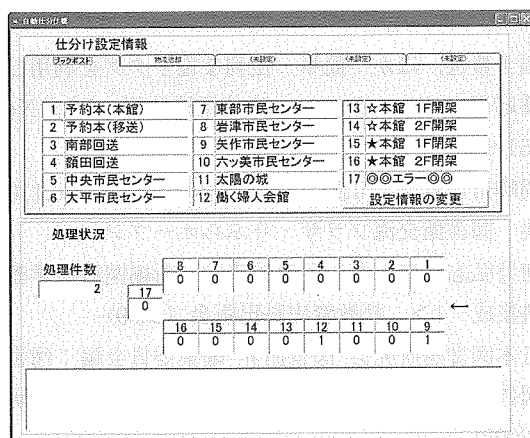 自動仕分け機
仕分け設定情報
ブックポスト 物流追跡 (未設定) (未設定) (未設定)
1 予約本(本館) 7 東部市民センター 13 ☆本館 1F開架
2 予約本(移送) 8 岩津市民センター 14 ☆本館 2F閉架
3 南部回送 9 矢作市民センター 15 ★本館 1F閉架
4 額田回送 10 六ッ美市民センター 16 ★本館 2F閉架
5 中央市民センター 11 太陽の城 17 ◎◎エラー◎◎
6 大平市民センター 12 働く婦人会館 設定情報の変更
処理状況
処理件数
2
8 7 6 5 4 3 2 1
0 0 0 0 0 0 0 0
17
0
←
16 15 14 13 12 11 10 9
0 0 0 0 1 0 0 1